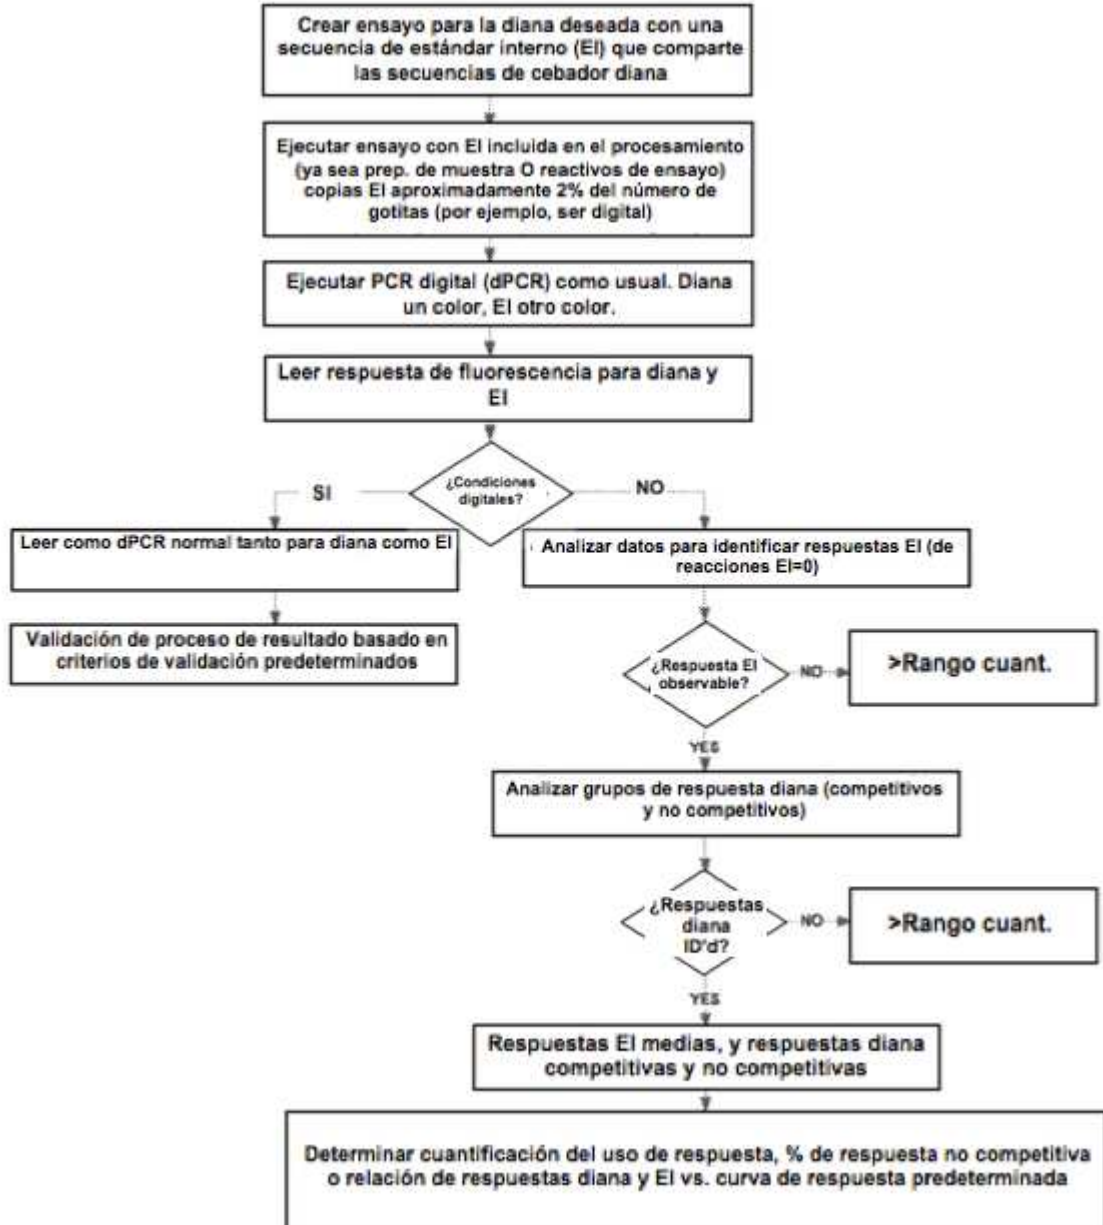 Crear ensayo para la diana deseada con una
secuencia de estándar interno (EI) que comparte
las secuencias de cebador diana
Ejecutar ensayo con EI incluida en el procesamiento
(ya sea prep. de muestra O reactivos de ensayo)
copias EI aproximadamente 2% del número de
gotitas (por ejemplo, ser digital)
Ejecutar PCR digital (dPCR) como usual. Diana
un color, EI otro color.
Leer respuesta de fluorescencia para diana y
EI
¿Condiciones
digitales?
SI
NO
Leer como dPCR normal tanto para diana como EI
Validación de proceso de resultado basado en
criterios de validación predeterminados
Analizar datos para identificar respuestas EI (de
reacciones EI=0)
¿Respuesta EI
observable?
NO
>Rango cuant.
YES
Analizar grupos de respuesta diana (competitivos
y no competitivos)
¿Respuestas
diana
ID'd?
NO
>Rango cuant.
YES
Respuestas EI medias, y respuestas diana
competitivas y no competitivas
Determinar cuantificación del uso de respuesta, % de respuesta no competitiva
o relación de respuestas diana y EI vs. curva de respuesta predeterminada